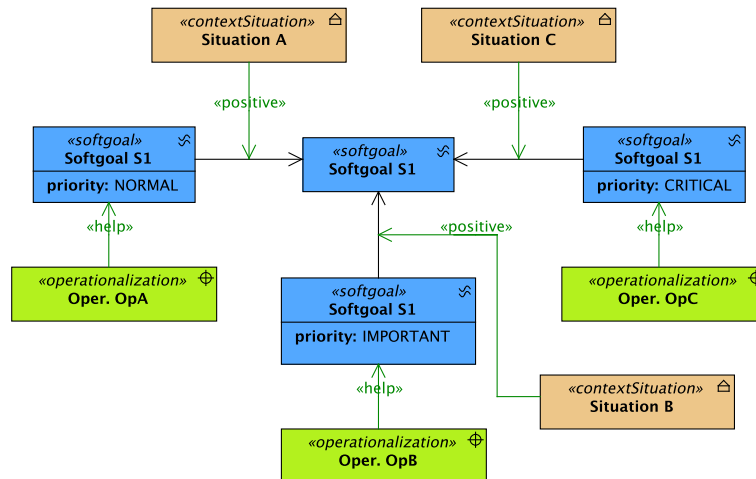 «contextSituation»
Situation A
«contextSituation»
Situation C
«positive»
«positive»
«softgoal»
Softgoal S1
priority: NORMAL
«softgoal»
Softgoal S1
«softgoal»
Softgoal S1
priority: CRITICAL
«help»
«positive»
«help»
«operationalization»
Oper. OpA
«softgoal»
Softgoal S1
priority: IMPORTANT
«operationalization»
Oper. OpC
«help»
«contextSituation»
Situation B
«operationalization»
Oper. OpB